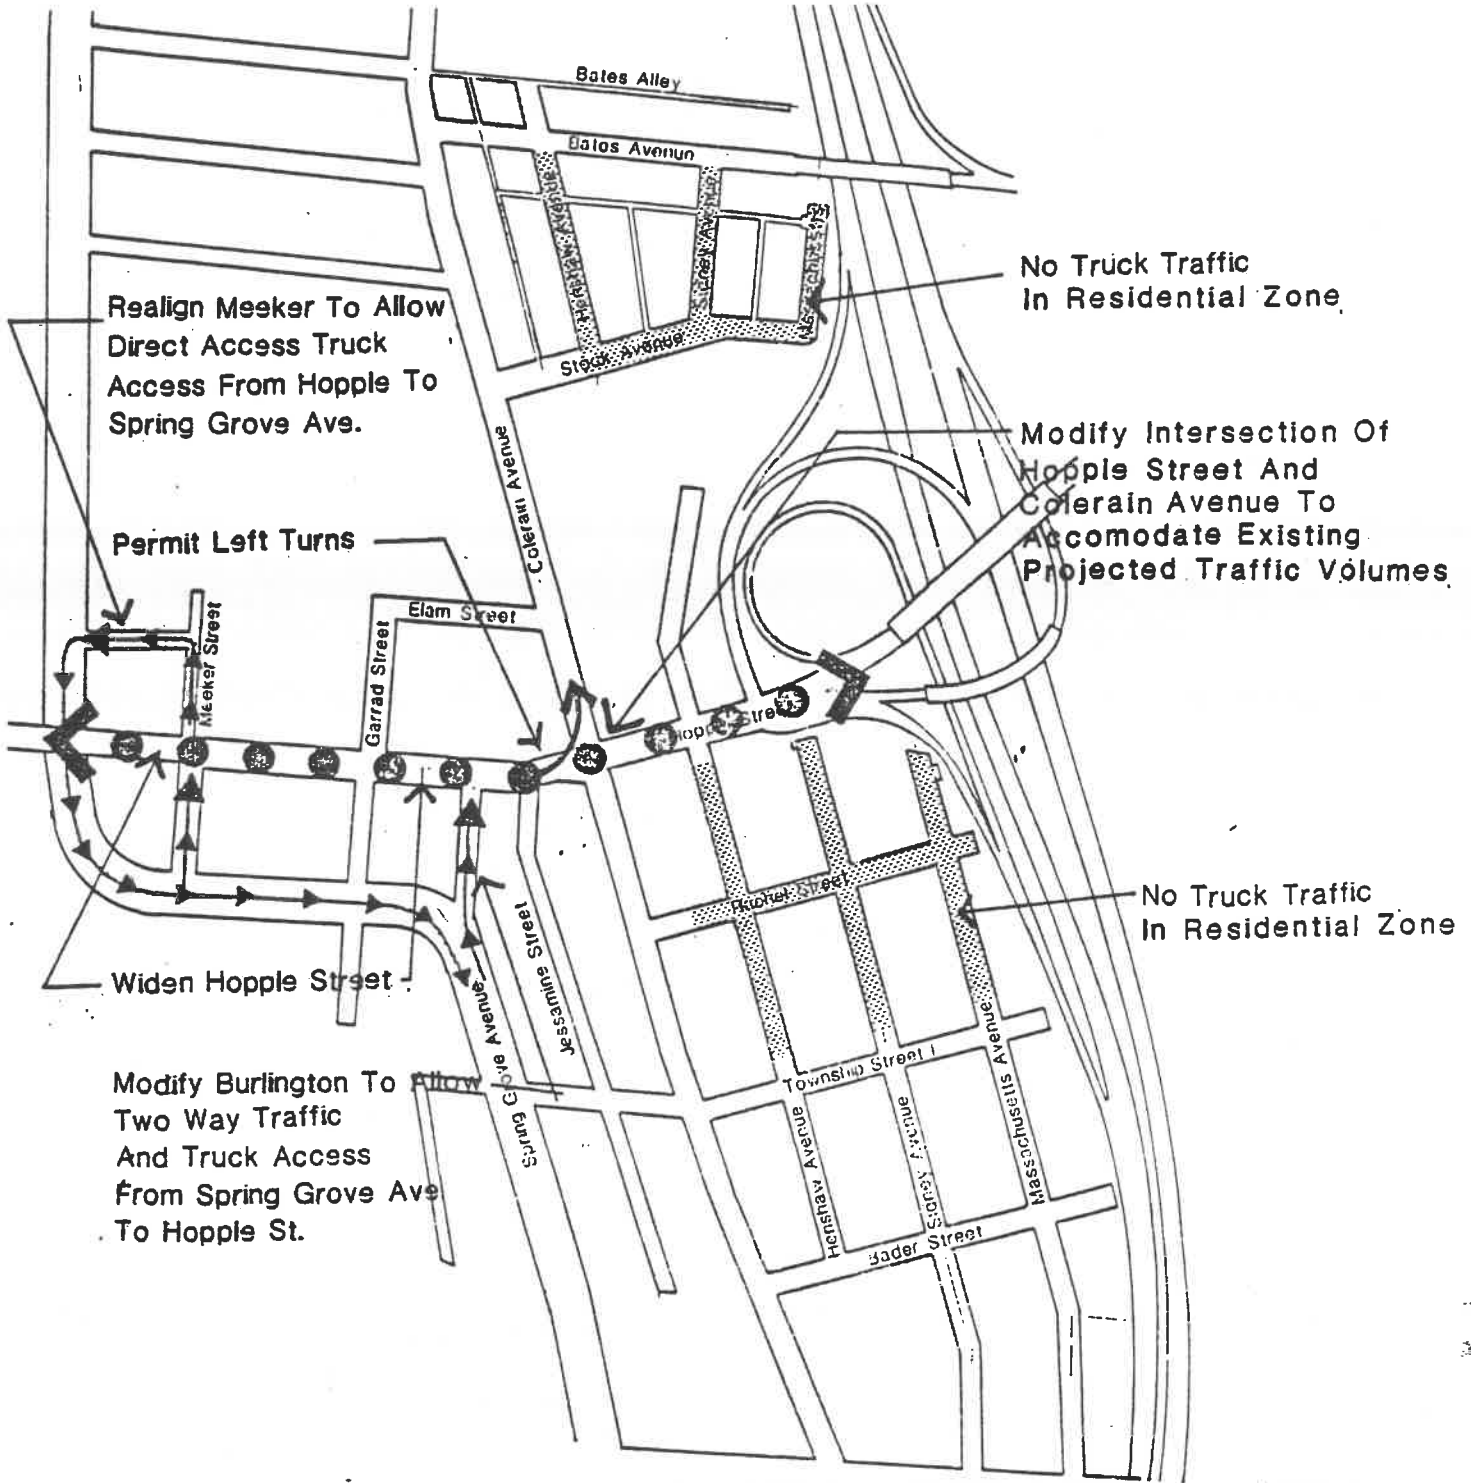 Bates Alley
Batos Avenun
Henshaw Avenue
Sidney Avenue
Stock Avenue
No Truck Traffic
In Residential Zone
Realign Meeker To Allow
Direct Access Truck
Access From Hopple To
Spring Grove Ave.
Colerain Avenue
Modify Intersection Of
Hopple Street And
Colerain Avenue To
Accomodate Existing
Projected Traffic Volumes
Permit Left Turns
Elam Street
Meeker Street
Garrad Street
Hopple Street
Street
No Truck Traffic
In Residential Zone
Widen Hopple Street
Jessamine Street
Spring Grove Avenue
Township Street
Modify Burlington To Allow
Two Way Traffic
And Truck Access
From Spring Grove Ave
To Hopple St.
Henshaw Avenue
Sidney Avenue
Massachusetts Avenue
Bader Street